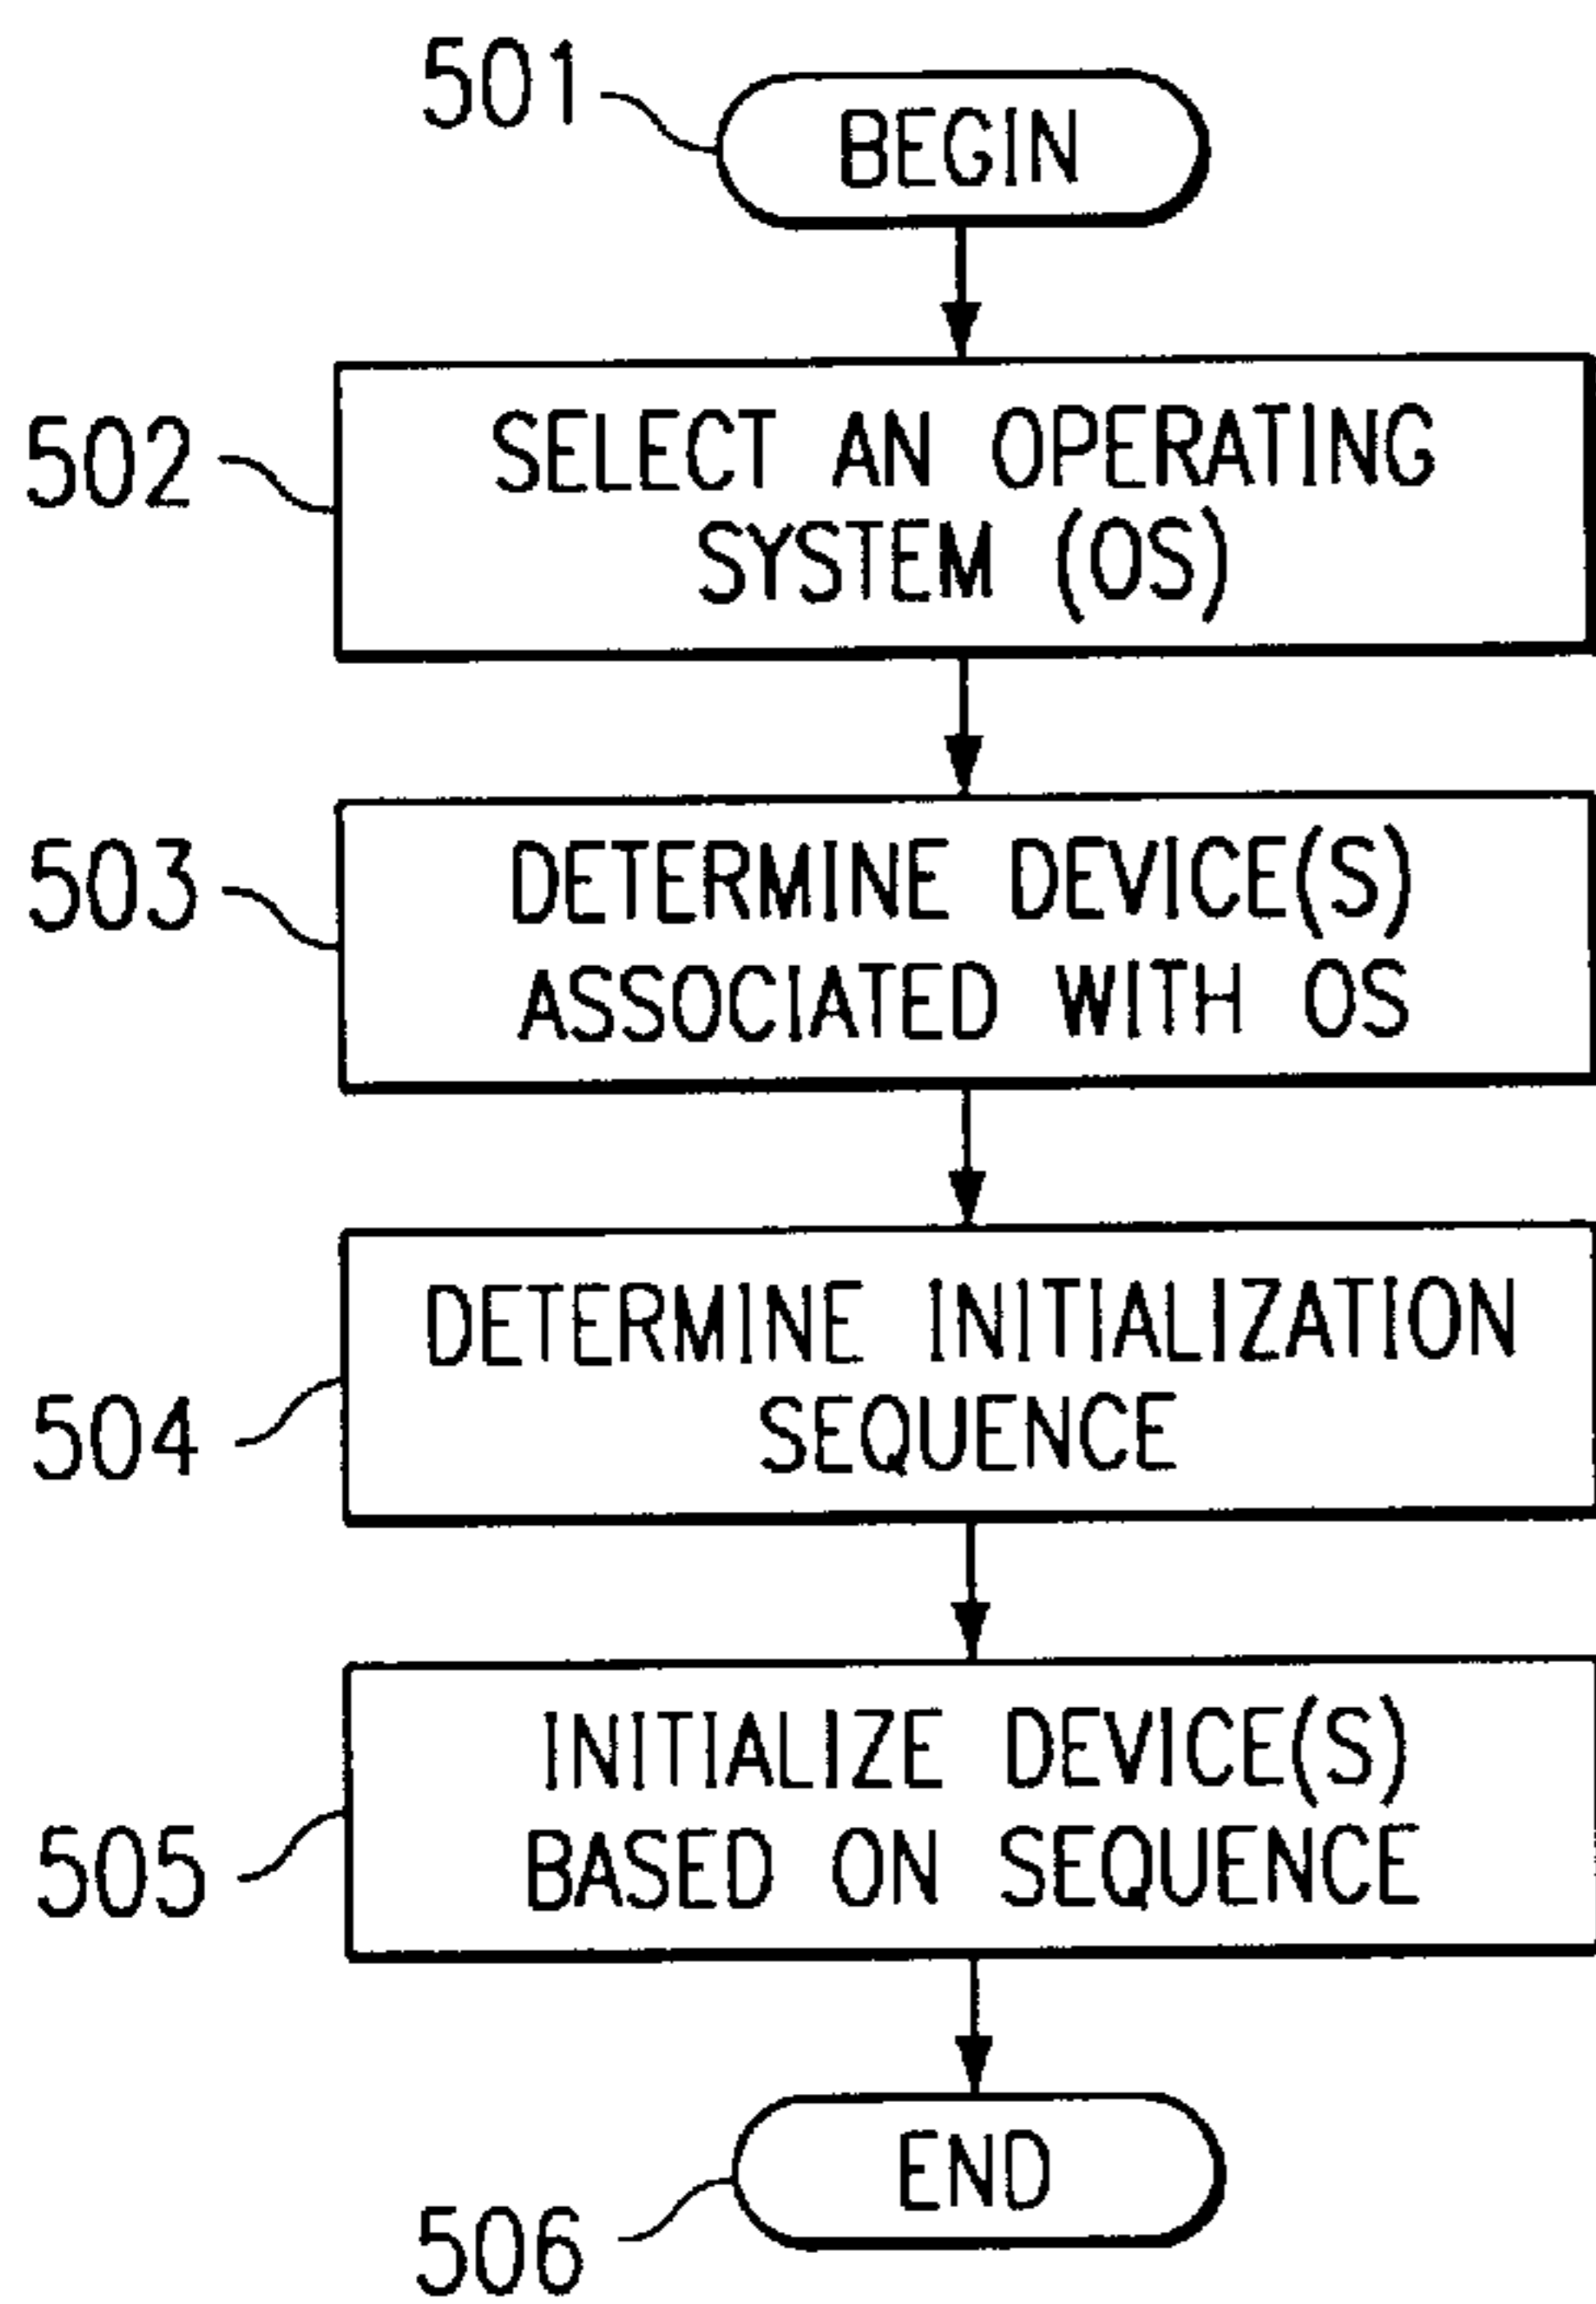 501
BEGIN
502
SELECT AN OPERATING
SYSTEM (OS)
503
DETERMINE DEVICE(S)
ASSOCIATED WITH OS
504
DETERMINE INITIALIZATION
SEQUENCE
505
INITIALIZE DEVICE(S)
BASED ON SEQUENCE
506
END